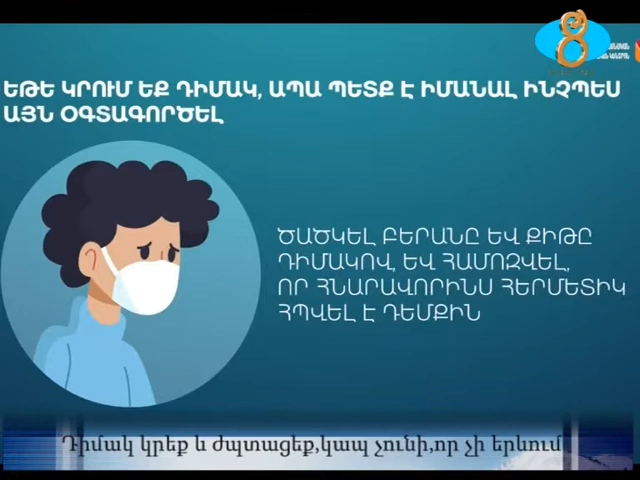 8
ԵԹԵ ԿՐՈՒՄ ԵՔ ԴԻՄԱԿ, ԱՊԱ ՊԵՏՔ Է ԻՄԱՆԱԼ ԻՆՉՊԵՍ
ԱՅՆ ՕԳՏԱԳՈՐԾԵԼ
ԾԱԾԿԵԼ ԲԵՐԱՆԸ ԵՎ ՔԻԹԸ
ԴԻՄԱԿՈՎ, ԵՎ ՀԱՄՈԶՎԵԼ,
ՈՐ ՀՆԱՐԱՎՈՐԻՆՍ ՀԵՐՄԵՏԻԿ
ՀՊՎԵԼ Է ԴԵՄՔԻՆ
Դիմակ կրեք և ժպտացեք,կապ չունի,որ չի երևում